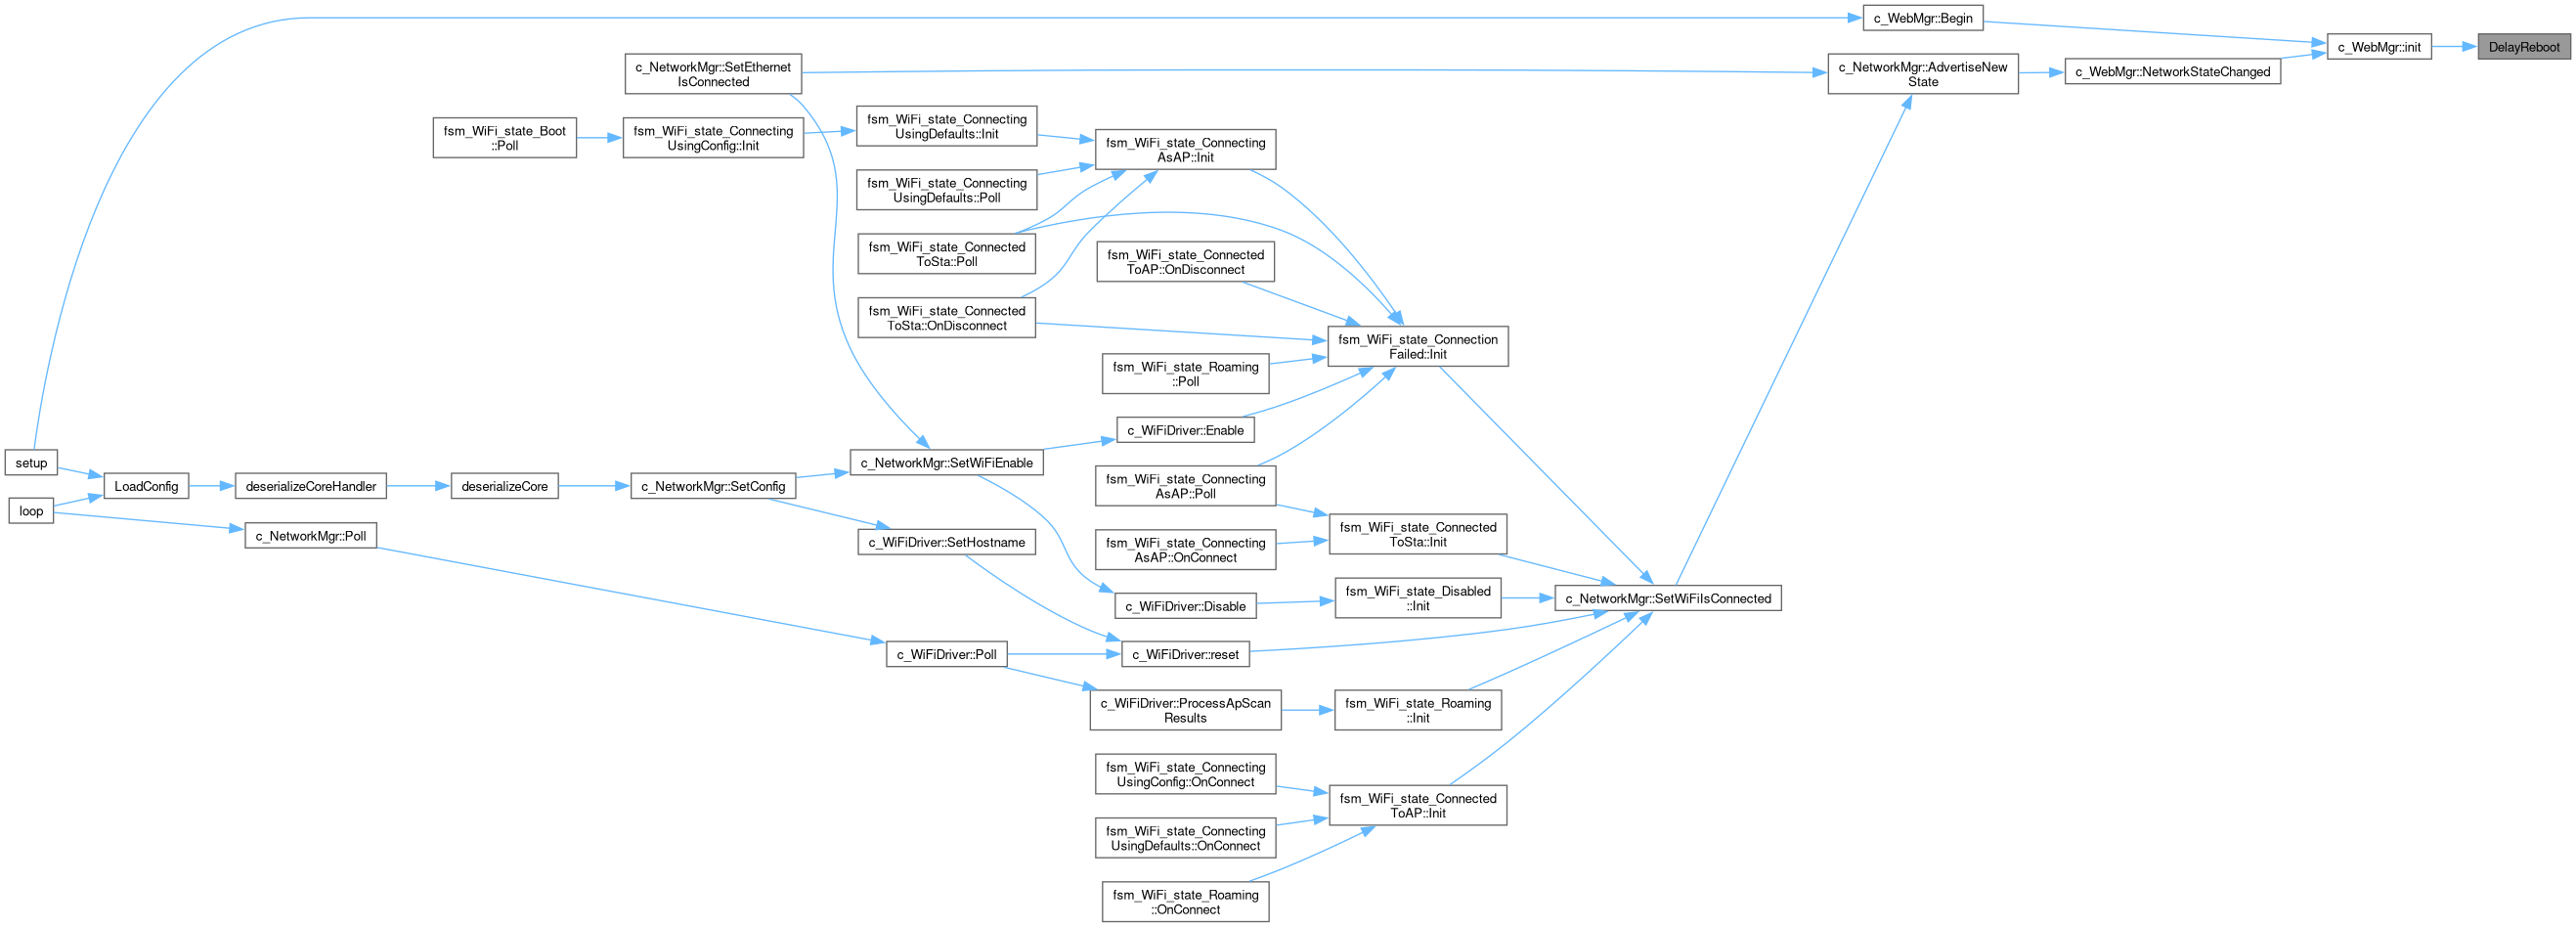 c_WebMgr::Begin
c_WebMgr::init
DelayReboot
c_NetworkMgr::SetEthernet
IsConnected
c_NetworkMgr::AdvertiseNew
State
c_WebMgr::NetworkStateChanged
fsm_WiFi_state_Boot
::Poll
fsm_WiFi_state_Connecting
UsingConfig::Init
fsm_WiFi_state_Connecting
UsingDefaults::Init
fsm_WiFi_state_Connecting
AsAP::Init
fsm_WiFi_state_Connecting
UsingDefaults::Poll
fsm_WiFi_state_Connected
ToSta::Poll
fsm_WiFi_state_Connected
ToAP::OnDisconnect
fsm_WiFi_state_Connected
ToSta::OnDisconnect
fsm_WiFi_state_Connection
Failed::Init
fsm_WiFi_state_Roaming
::Poll
c_WiFiDriver::Enable
setup
LoadConfig
deserializeCoreHandler
deserializeCore
c_NetworkMgr::SetConfig
c_NetworkMgr::SetWiFiEnable
fsm_WiFi_state_Connecting
AsAP::Poll
loop
c_NetworkMgr::Poll
c_WiFiDriver::SetHostname
fsm_WiFi_state_Connecting
AsAP::OnConnect
fsm_WiFi_state_Connected
ToSta::Init
c_WiFiDriver::Disable
fsm_WiFi_state_Disabled
::Init
c_NetworkMgr::SetWiFiIsConnected
c_WiFiDriver::Poll
c_WiFiDriver::reset
c_WiFiDriver::ProcessApScan
Results
fsm_WiFi_state_Roaming
::Init
fsm_WiFi_state_Connecting
UsingConfig::OnConnect
fsm_WiFi_state_Connected
ToAP::Init
fsm_WiFi_state_Connecting
UsingDefaults::OnConnect
fsm_WiFi_state_Roaming
::OnConnect